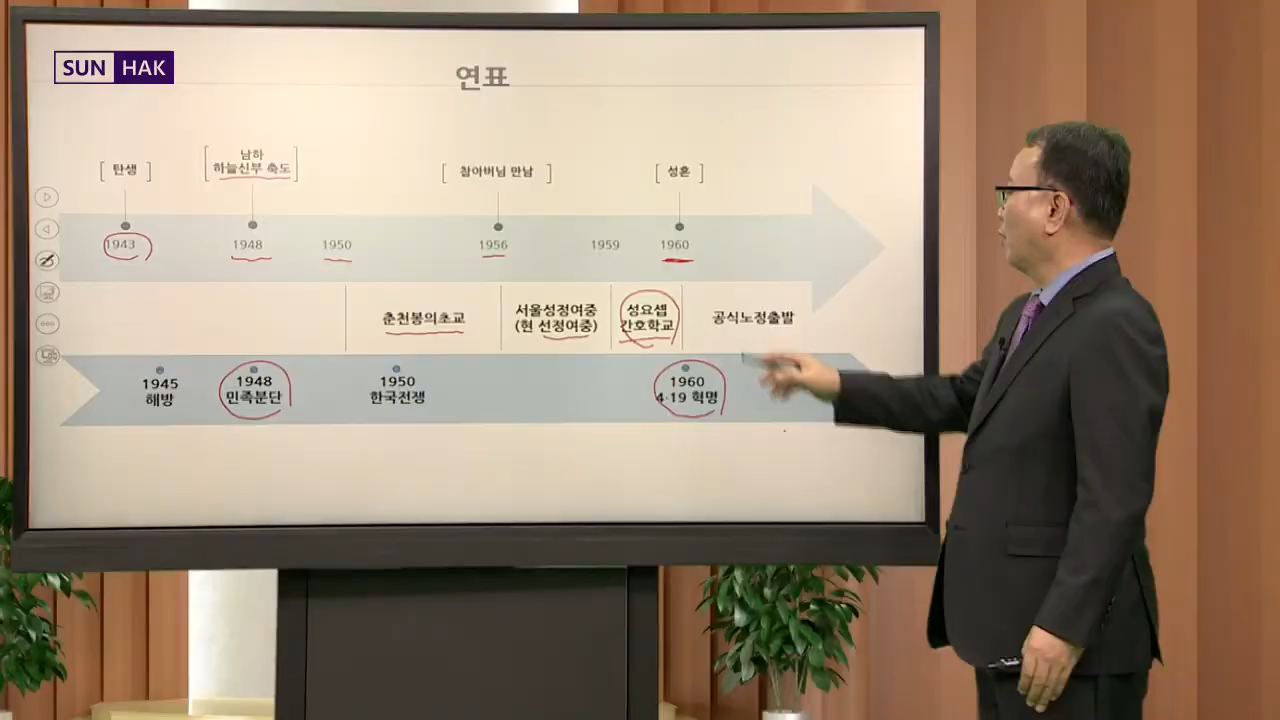 SUN HAK
연표
탄생
남하
하늘신부 축도
참아버님 만남
성혼
1943
1948
1950
1956
1959
1960
춘천봉의초교
서울성정여중
(현 선정여중)
성요셉
간호학교
공식노정출발
1945
해방
1948
민족분단
1950
한국전쟁
1960
4·19 혁명